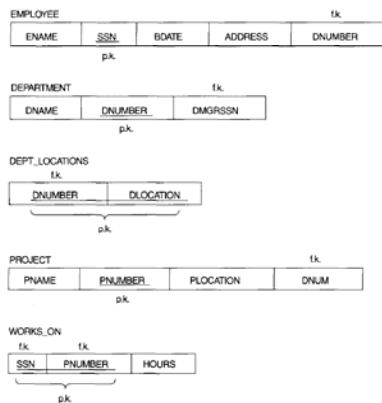 EMPLOYEE
f.k.
ENAME SSN BDATE ADDRESS DNUMBER
p.k.
DEPARTMENT
f.k.
DNAME DNUMBER DMGRSSN
p.k.
DEPT_LOCATIONS
f.k.
DNUMBER DLOCATION
p.k.
PROJECT
f.k.
PNAME PNUMBER PLOCATION DNUM
p.k.
WORKS_ON
f.k. f.k.
SSN PNUMBER HOURS
p.k.